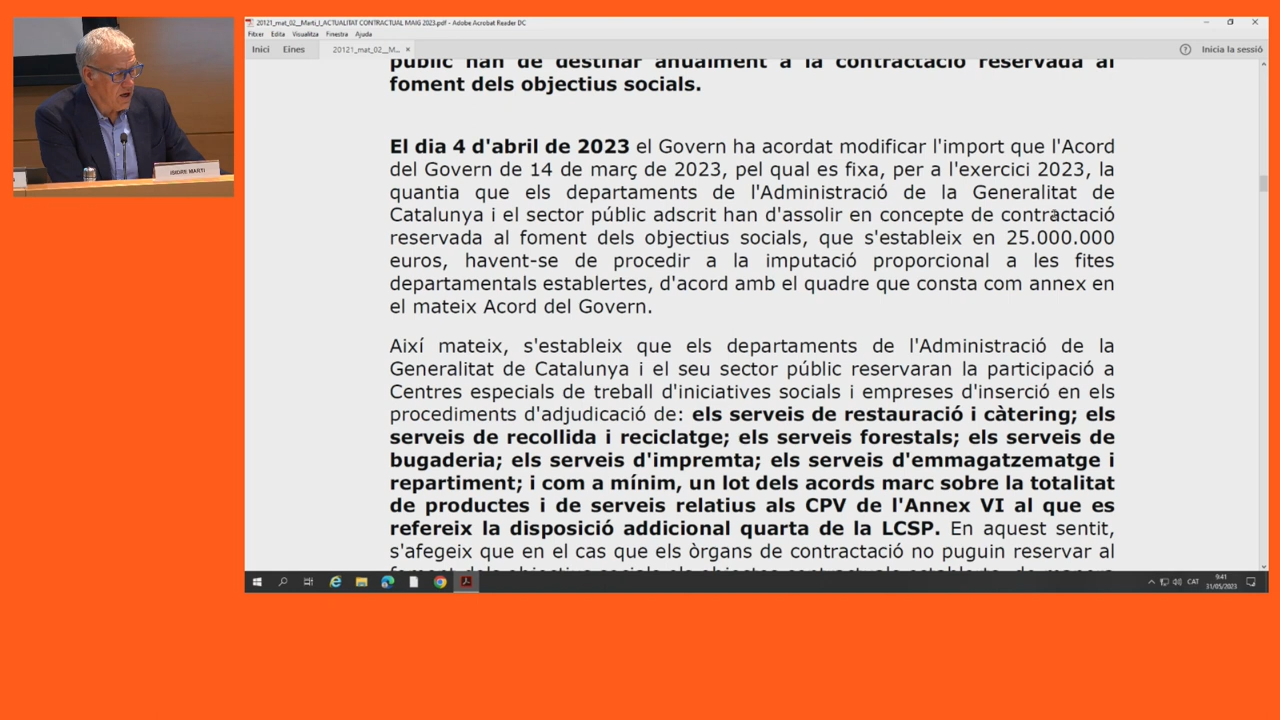 20121_mat_02__Marti_I_ACTUALITAT CONTRACTUAL MAIG 2023.pdf - Adobe Acrobat Reader DC
Fitxer Edita Visualitza Finestra Ajuda
Inici Eines 20121_mat_02__M... × Inicia la sessió
públic han de destinar anualment a la contractació reservada al
foment dels objectius socials.
El dia 4 d'abril de 2023 el Govern ha acordat modificar l'import que l'Acord
del Govern de 14 de març de 2023, pel qual es fixa, per a l'exercici 2023, la
quantia que els departaments de l'Administració de la Generalitat de
Catalunya i el sector públic adscrit han d'assolir en concepte de contractació
reservada al foment dels objectius socials, que s'estableix en 25.000.000
euros, havent-se de procedir a la imputació proporcional a les fites
departamentals establertes, d'acord amb el quadre que consta com annex en
el mateix Acord del Govern.
Així mateix, s'estableix que els departaments de l'Administració de la
Generalitat de Catalunya i el seu sector públic reservaran la participació a
Centres especials de treball d'iniciatives socials i empreses d'inserció en els
procediments d'adjudicació de: els serveis de restauració i càtering; els
serveis de recollida i reciclatge; els serveis forestals; els serveis de
bugaderia; els serveis d'impremta; els serveis d'emmagatzematge i
repartiment; i com a mínim, un lot dels acords marc sobre la totalitat
de productes i de serveis relatius als CPV de l'Annex VI al que es
refereix la disposició addicional quarta de la LCSP. En aquest sentit,
s'afegeix que en el cas que els òrgans de contractació no puguin reservar al
CAT
9:41
31/05/2023
ISIDRE MARTÍ